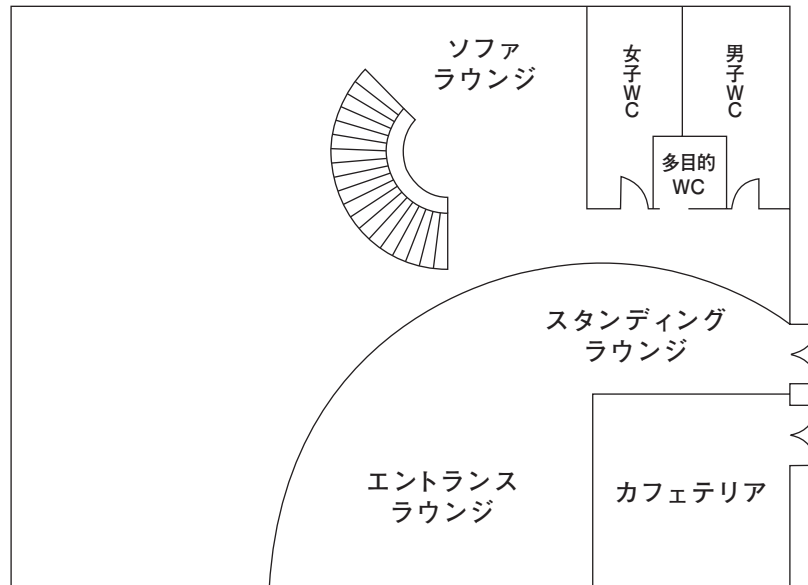 ソファ
ラウンジ
女子WC
男子WC
多目的
WC
スタンディング
ラウンジ
エントランス
ラウンジ
カフェテリア